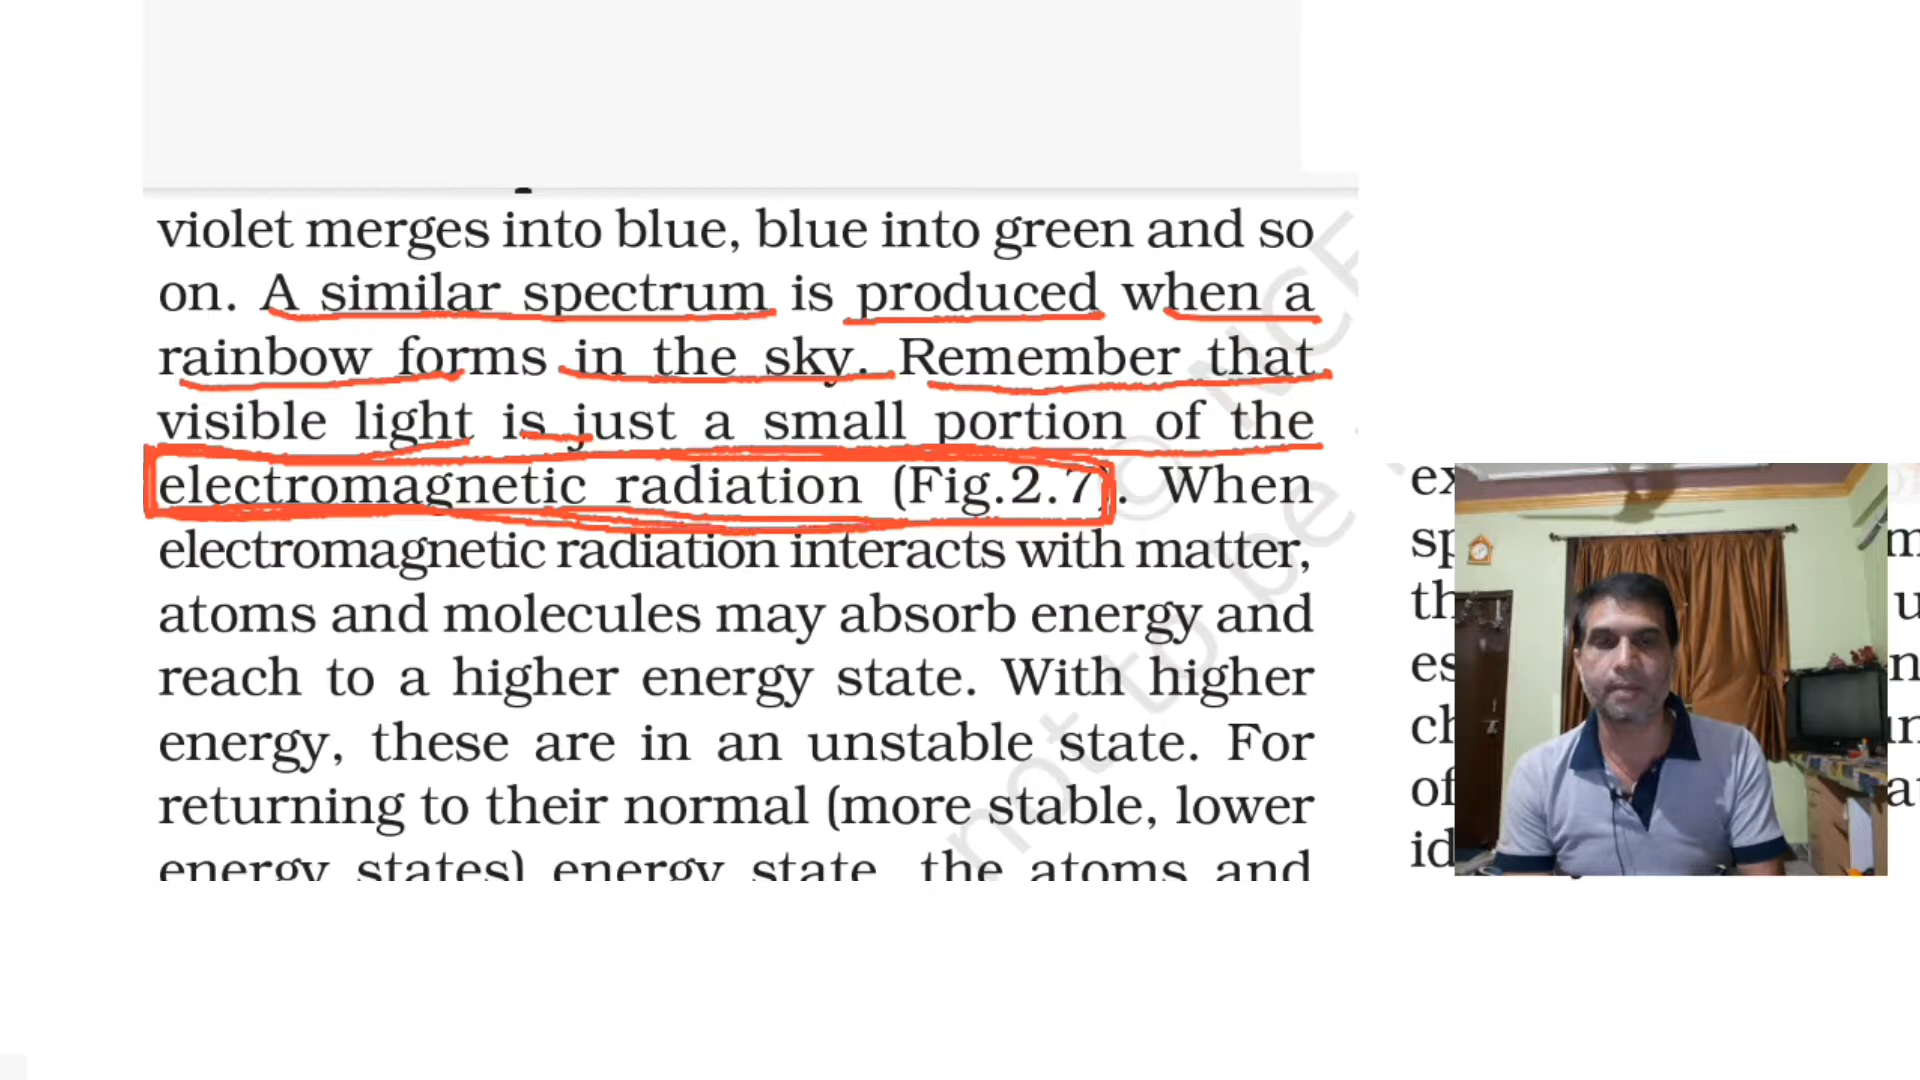 violet merges into blue, blue into green and so
on. A similar spectrum is produced when a
rainbow forms in the sky. Remember that
visible light is just a small portion of the
electromagnetic radiation (Fig.2.7). When
electromagnetic radiation interacts with matter,
atoms and molecules may absorb energy and
reach to a higher energy state. With higher
energy, these are in an unstable state. For
returning to their normal (more stable, lower
energy states) energy state, the atoms and
not to be